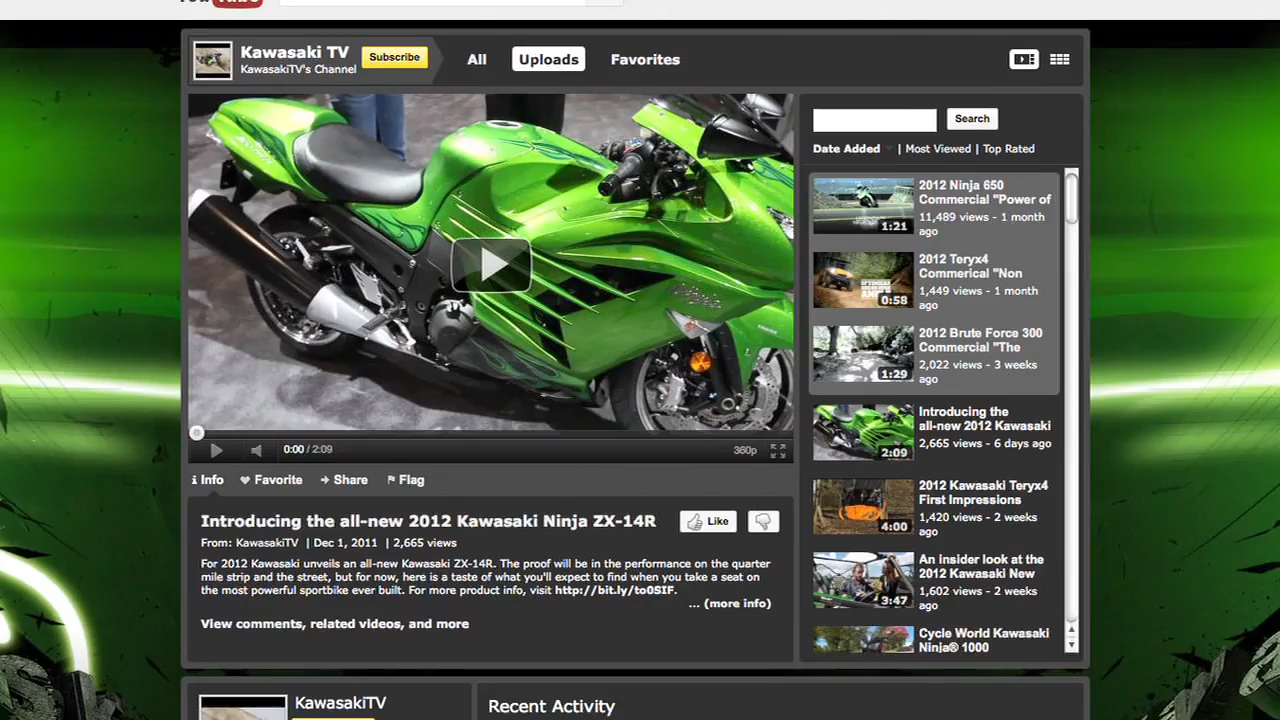 You Tube
Kawasaki TV
KawasakiTV's Channel
Subscribe
All
Uploads
Favorites
Search
Date Added | Most Viewed | Top Rated
2012 Ninja 650
Commercial "Power of
11,489 views - 1 month
ago
1:21
2012 Teryx4
Commerical "Non
1,449 views - 1 month
ago
0:58
2012 Brute Force 300
Commercial "The
2,022 views - 3 weeks
ago
1:29
Introducing the
all-new 2012 Kawasaki
2,665 views - 6 days ago
2:09
2012 Kawasaki Teryx4
First Impressions
1,420 views - 2 weeks
ago
4:00
An insider look at the
2012 Kawasaki New
1,602 views - 2 weeks
ago
3:47
Cycle World Kawasaki
Ninja® 1000
0:00 / 2:09
360p
Info
Favorite
Share
Flag
Introducing the all-new 2012 Kawasaki Ninja ZX-14R
Like
From: KawasakiTV | Dec 1, 2011 | 2,665 views
For 2012 Kawasaki unveils an all-new Kawasaki ZX-14R. The proof will be in the performance on the quarter
mile strip and the street, but for now, here is a taste of what you'll expect to find when you take a seat on
the most powerful sportbike ever built. For more product info, visit http://bit.ly/to0SIF.
... (more info)
View comments, related videos, and more
KawasakiTV
Recent Activity